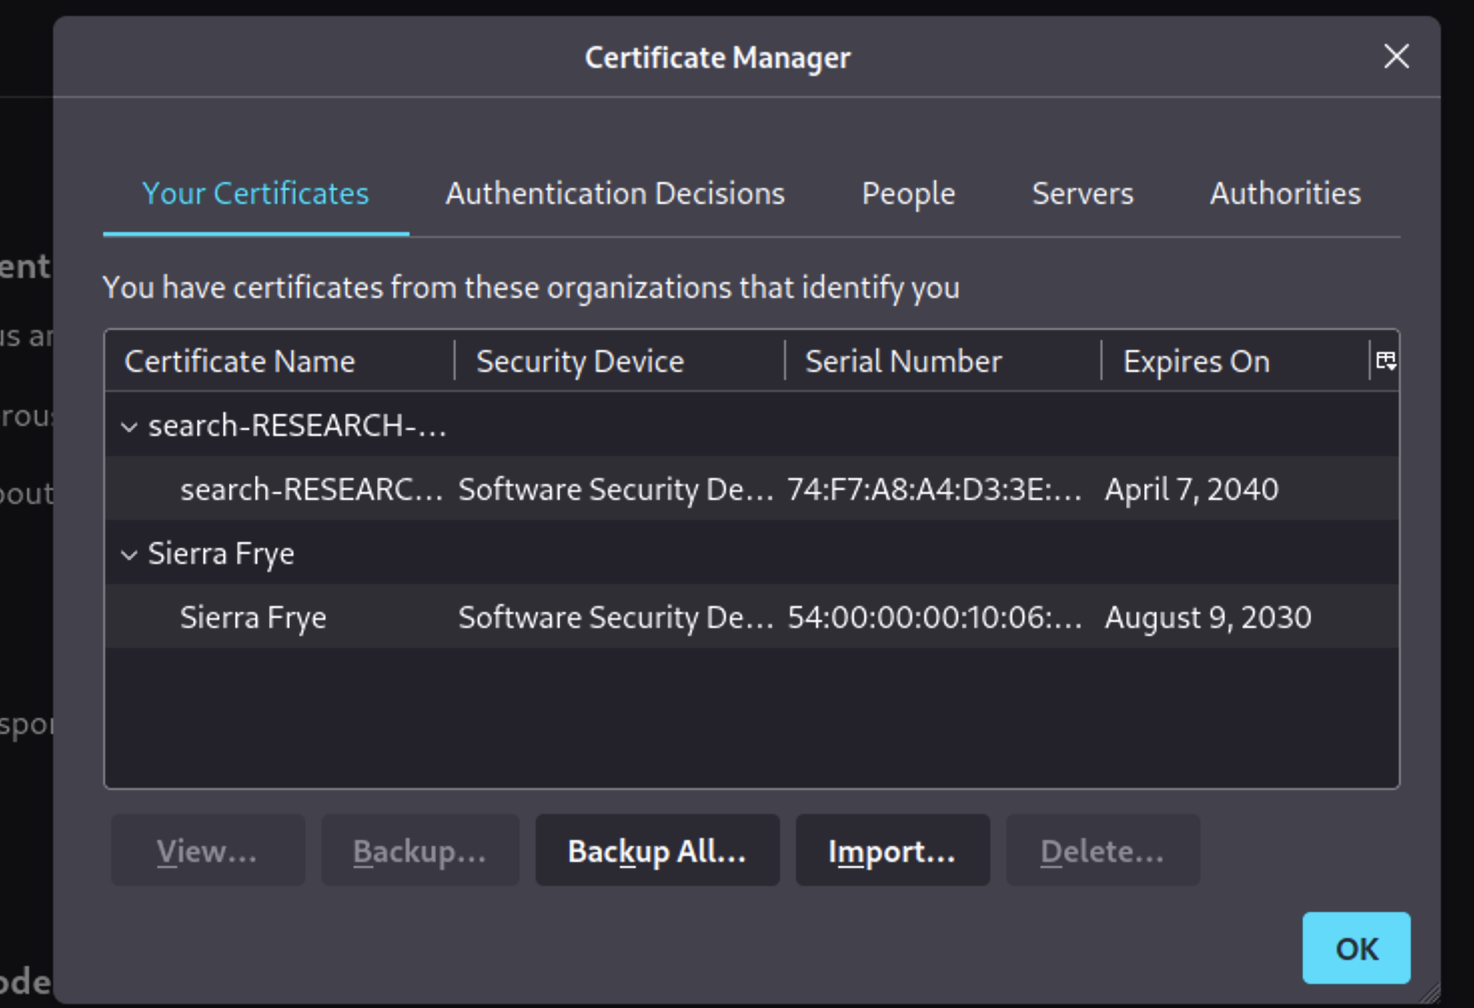 Certificate Manager
Your Certificates Authentication Decisions People Servers Authorities
ent
You have certificates from these organizations that identify you
us ar
Certificate Name Security Device Serial Number Expires On
rous
search-RESEARCH-...
search-RESEARC... Software Security De... 74:F7:A8:A4:D3:3E:... April 7, 2040
bout
Sierra Frye
Sierra Frye Software Security De... 54:00:00:00:10:06:... August 9, 2030
spor
View... Backup... Backup All... Import... Delete...
OK
ode